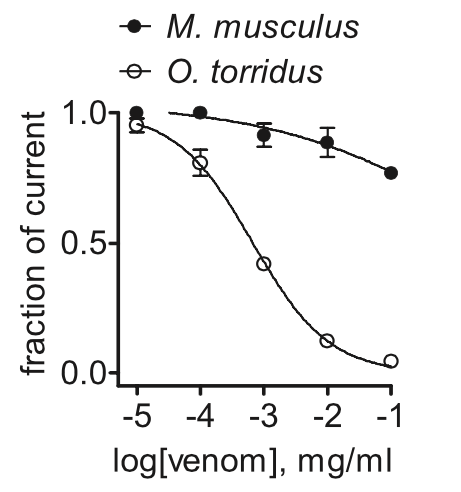 M. musculus
O. torridus
fraction of current
1.0
0.5
0.0
-5 -4 -3 -2 -1
log[venom], mg/ml